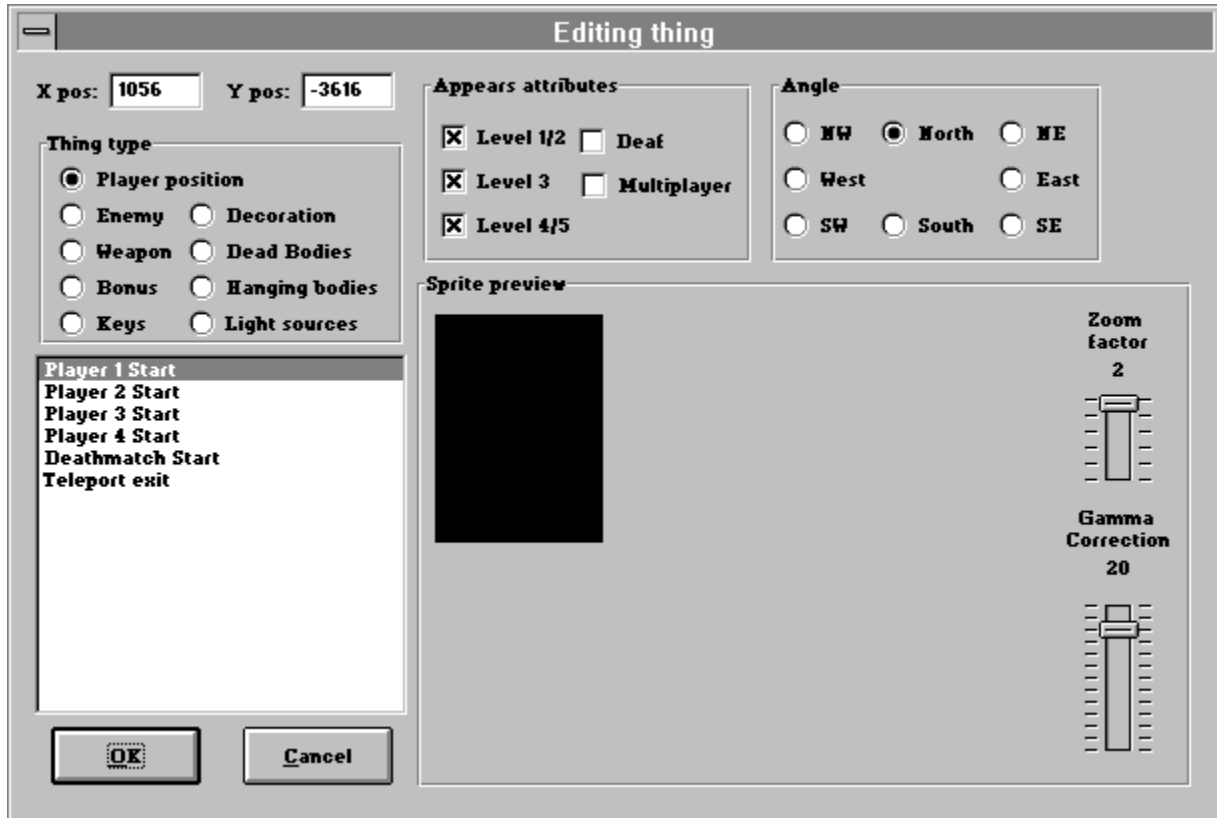 Editing thing
X pos: 1056 Y pos: -3616
Thing type
Player position
Enemy Decoration
Weapon Dead Bodies
Bonus Hanging bodies
Keys Light sources
Player 1 Start
Player 2 Start
Player 3 Start
Player 4 Start
Deathmatch Start
Teleport exit
OK Cancel
Appears attributes
Level 1/2 Deaf
Level 3 Multiplayer
Level 4/5
Angle
NW North NE
West East
SW South SE
Sprite preview
Zoom
factor
2
Gamma
Correction
20